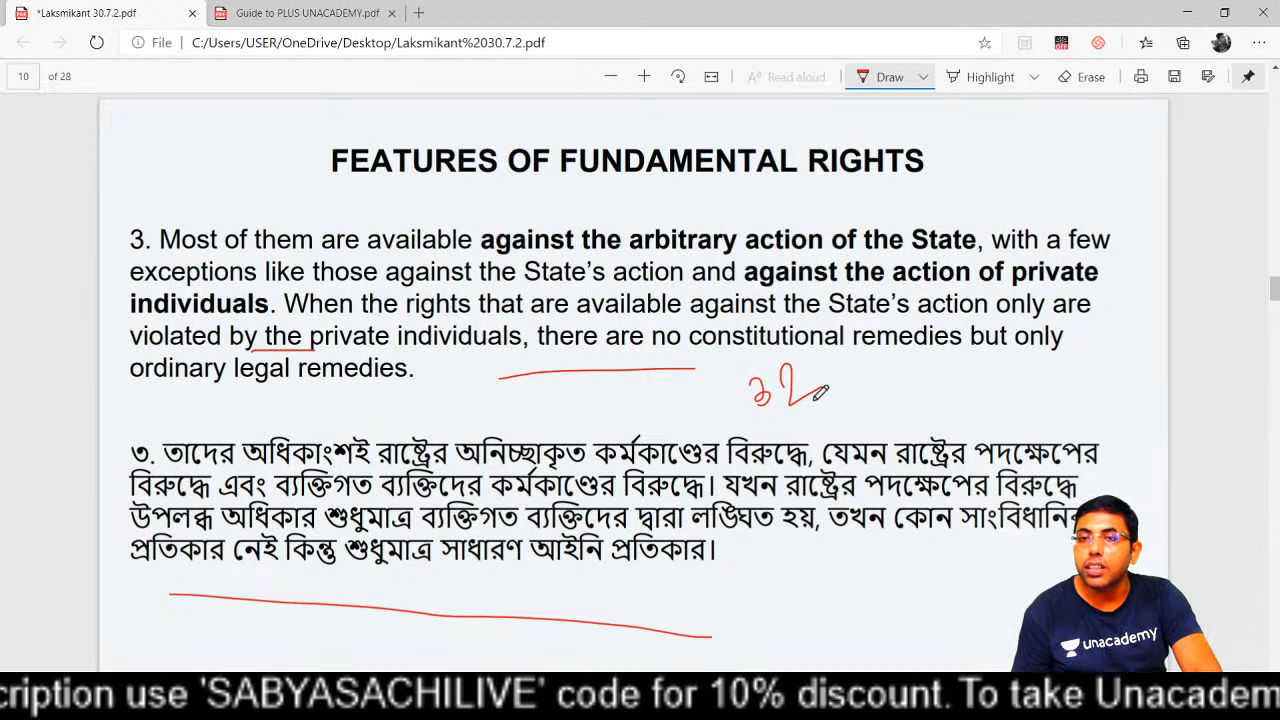 *Laksmikant 30.7.2.pdf
Guide to PLUS UNACADEMY.pdf
File
C:/Users/USER/OneDrive/Desktop/Laksmikant%2030.7.2.pdf
10 of 28
Read aloud
Draw
Highlight
Erase
FEATURES OF FUNDAMENTAL RIGHTS
3. Most of them are available against the arbitrary action of the State, with a few
exceptions like those against the State's action and against the action of private
individuals. When the rights that are available against the State's action only are
violated by the private individuals, there are no constitutional remedies but only
ordinary legal remedies.
32
৩. তাদের অধিকাংশই রাষ্ট্রের অনিচ্ছাকৃত কর্মকাণ্ডের বিরুদ্ধে, যেমন রাষ্ট্রের পদক্ষেপের
বিরুদ্ধে এবং ব্যক্তিগত ব্যক্তিদের কর্মকাণ্ডের বিরুদ্ধে। যখন রাষ্ট্রের পদক্ষেপের বিরুদ্ধে
উপলব্ধ অধিকার শুধুমাত্র ব্যক্তিগত ব্যক্তিদের দ্বারা লঙ্ঘিত হয়, তখন কোন সাংবিধানিক
প্রতিকার নেই কিন্তু শুধুমাত্র সাধারণ আইনি প্রতিকার।
unacademy
cription use 'SABYASACHILIVE' code for 10% discount. To take Unacadem